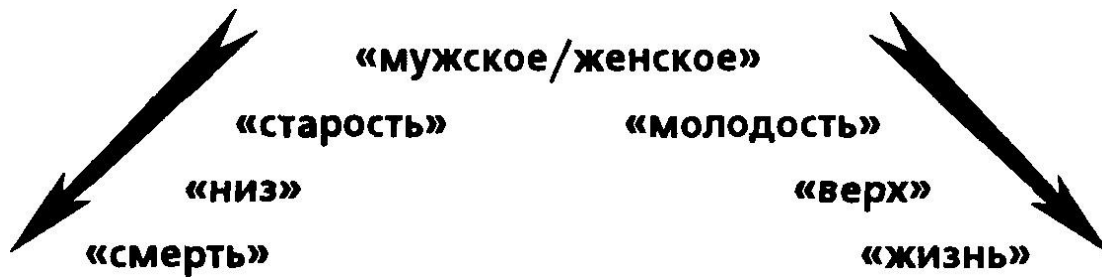 «мужское/женское»
«старость» «молодость»
«низ» «верх»
«смерть» «жизнь»